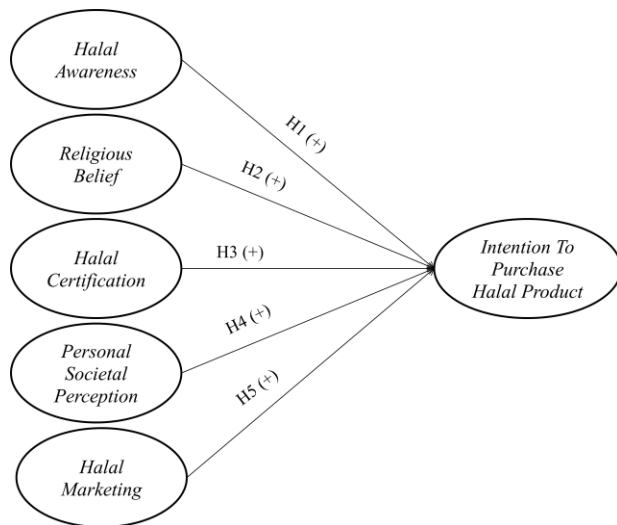 Halal
Awareness
H1 (+)
Religious
Belief
H2 (+)
Halal
Certification
H3 (+)
Intention To
Purchase
Halal Product
Personal
Societal
Perception
H4 (+)
H5 (+)
Halal
Marketing